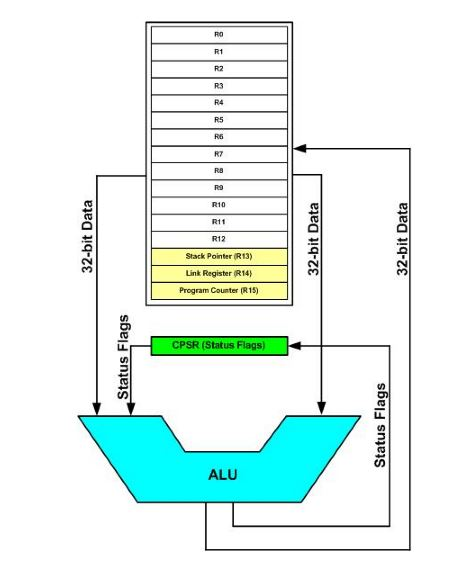 R0
R1
R2
R3
R4
R5
R6
R7
R8
R9
R10
R11
R12
Stack Pointer (R13)
Link Register (R14)
Program Counter (R15)
32-bit Data
32-bit Data
32-bit Data
CPSR (Status Flags)
Status Flags
Status Flags
ALU